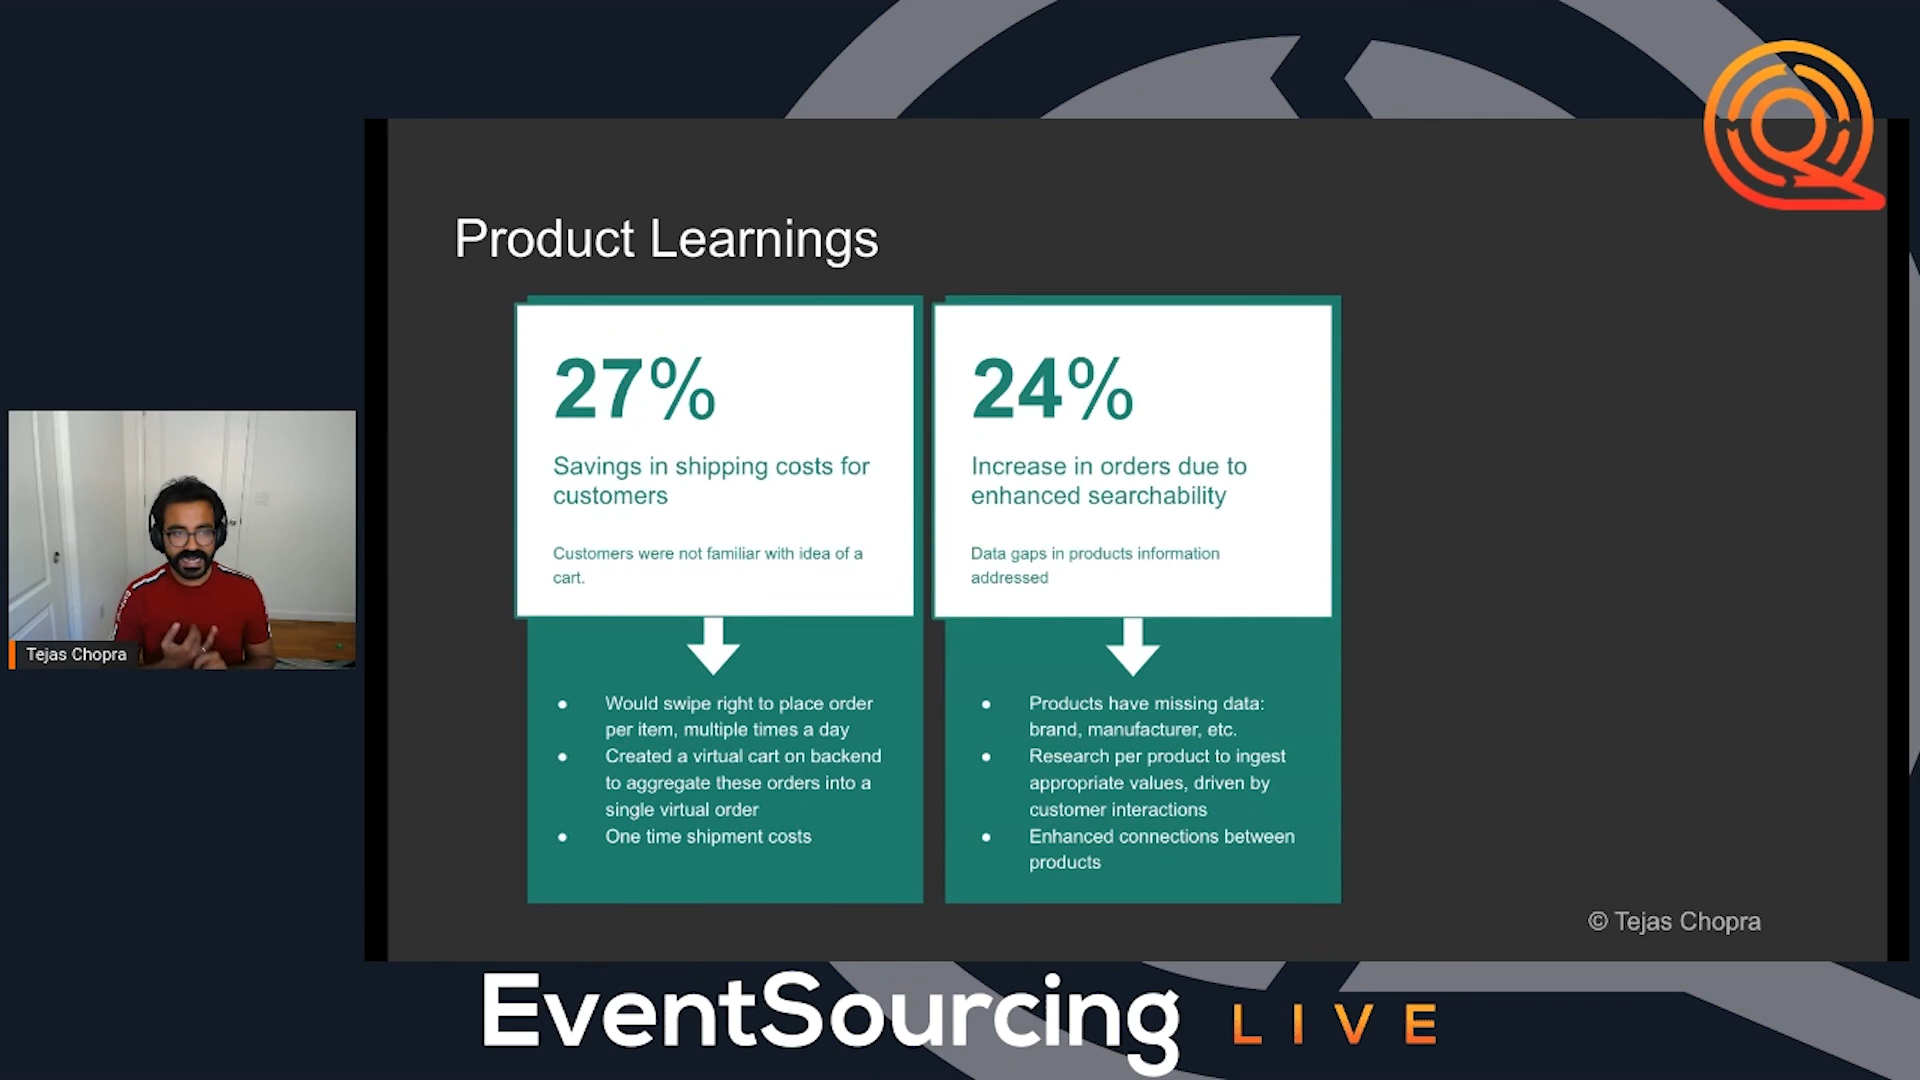 Product Learnings
27%
Savings in shipping costs for
customers
Customers were not familiar with idea of a
cart.
• Would swipe right to place order
per item, multiple times a day
• Created a virtual cart on backend
to aggregate these orders into a
single virtual order
• One time shipment costs
24%
Increase in orders due to
enhanced searchability
Data gaps in products information
addressed
• Products have missing data:
brand, manufacturer, etc.
• Research per product to ingest
appropriate values, driven by
customer interactions
• Enhanced connections between
products
© Tejas Chopra
Tejas Chopra
EventSourcing LIVE